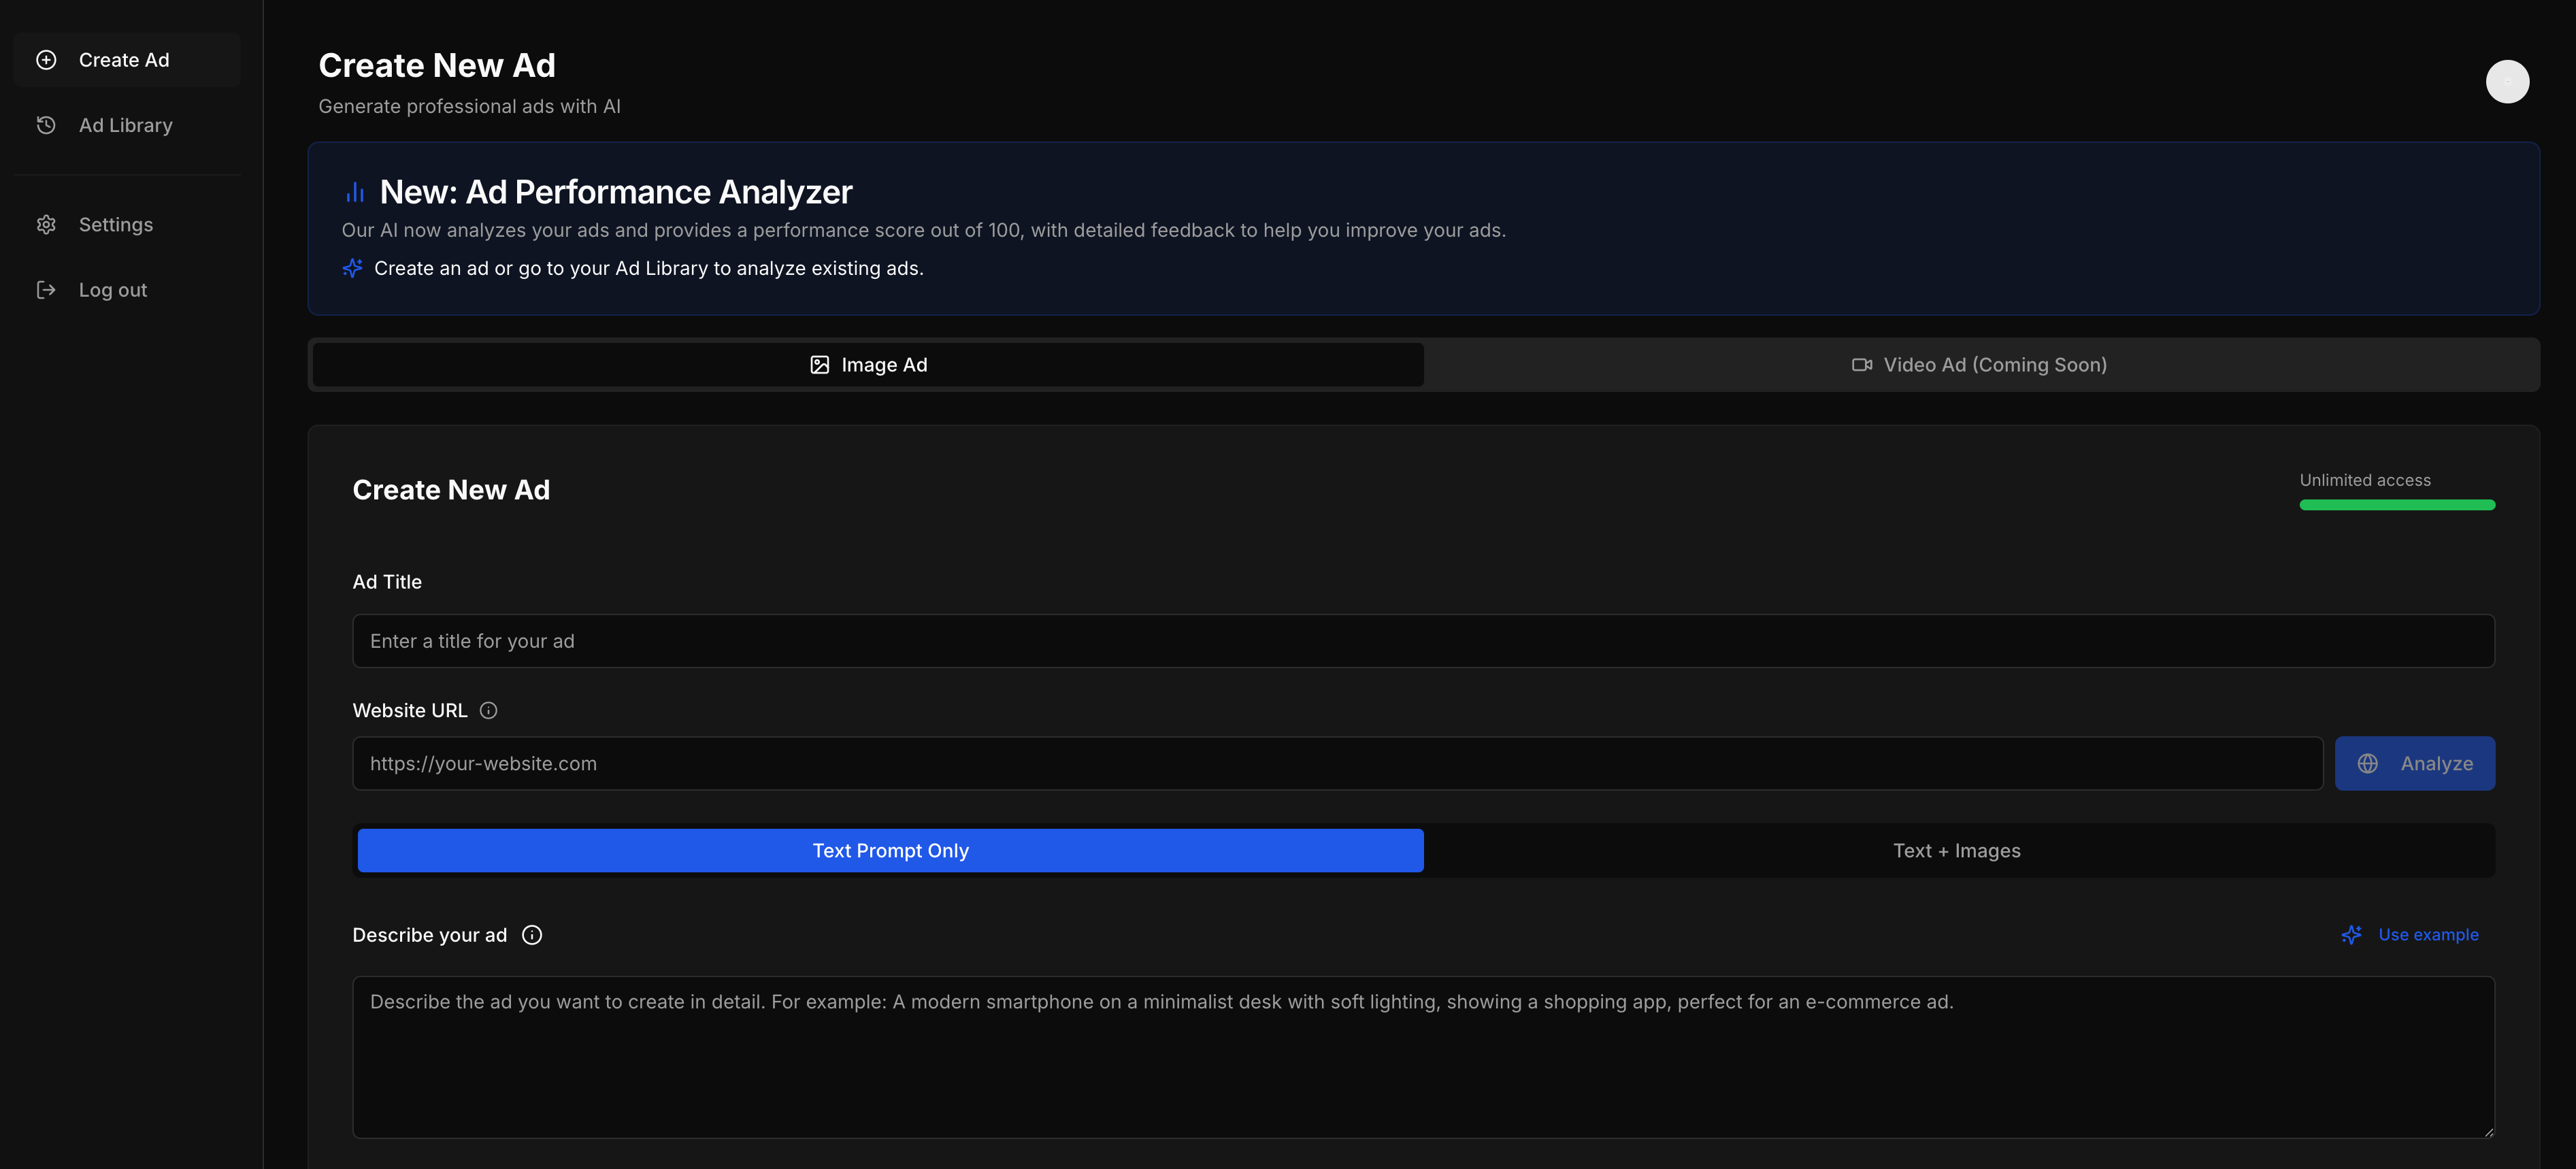 Create Ad
Ad Library
Settings
Log out
Create New Ad
Generate professional ads with AI
New: Ad Performance Analyzer
Our AI now analyzes your ads and provides a performance score out of 100, with detailed feedback to help you improve your ads.
Create an ad or go to your Ad Library to analyze existing ads.
Image Ad
Video Ad (Coming Soon)
Create New Ad
Unlimited access
Ad Title
Enter a title for your ad
Website URL
https://your-website.com
Analyze
Text Prompt Only
Text + Images
Describe your ad
Use example
Describe the ad you want to create in detail. For example: A modern smartphone on a minimalist desk with soft lighting, showing a shopping app, perfect for an e-commerce ad.